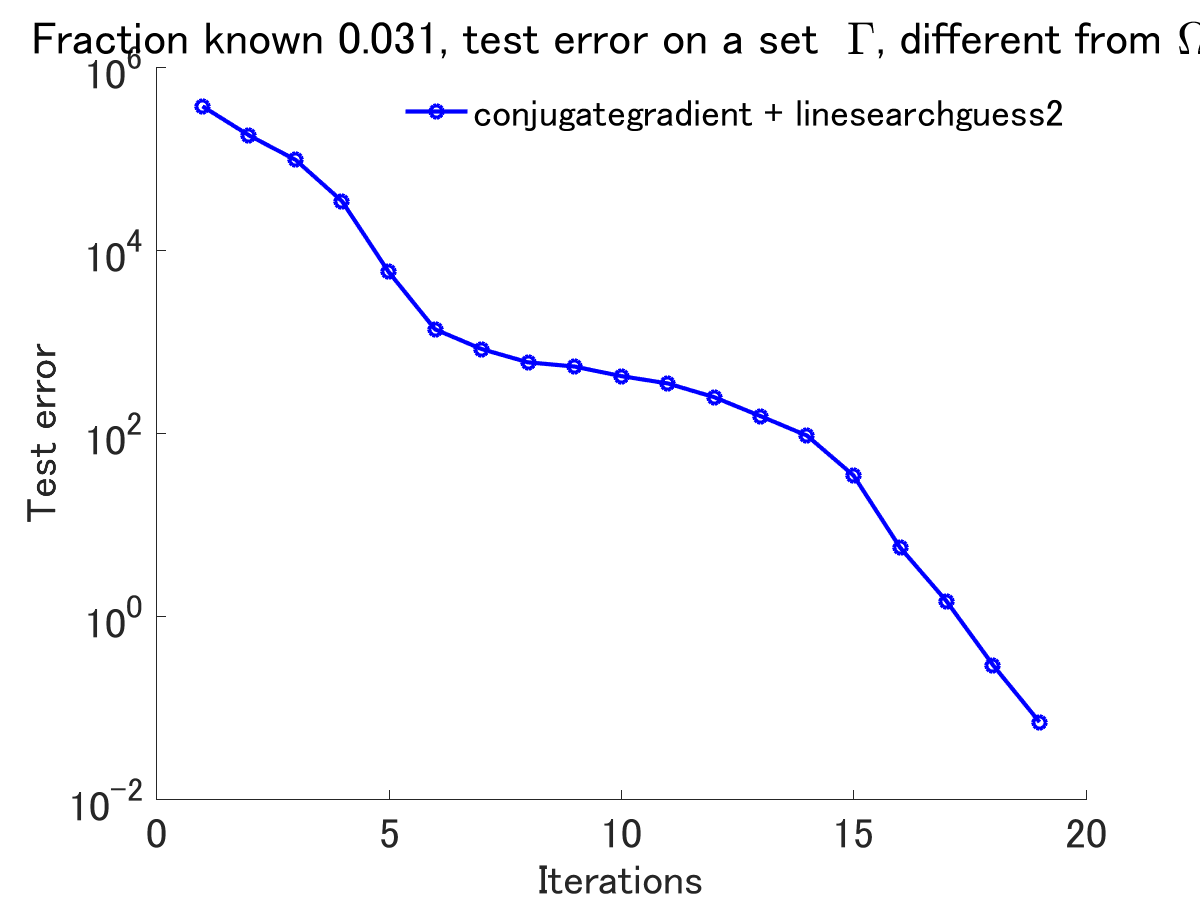 Fraction known 0.031, test error on a set Γ, different from Ω
10^6
conjugategradient + linesearchguess2
10^4
10^2
10^0
10^-2
Test error
0 5 10 15 20
Iterations